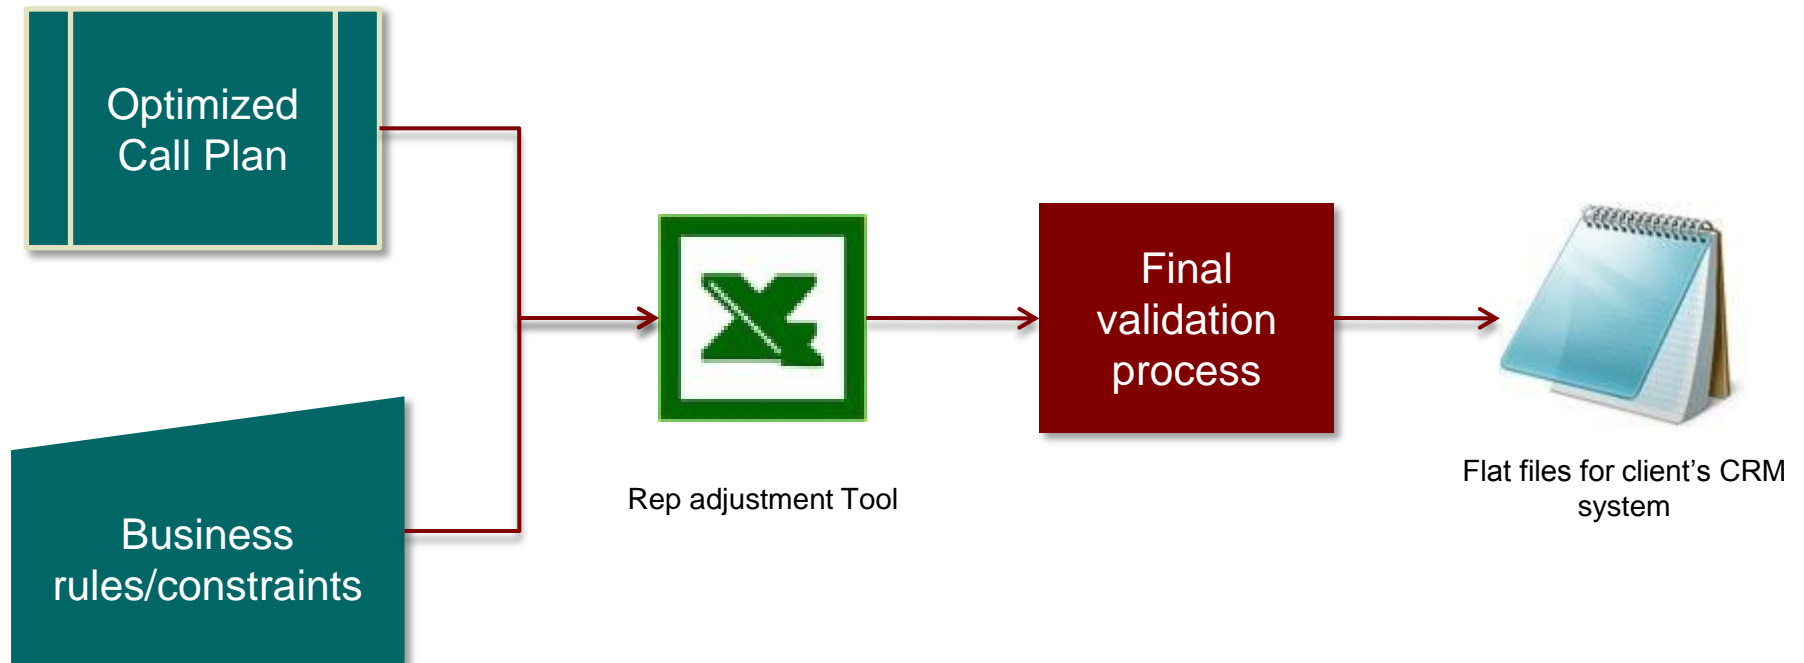 Optimized
Call Plan
Business
rules/constraints
Rep adjustment Tool
Final
validation
process
Flat files for client's CRM
system